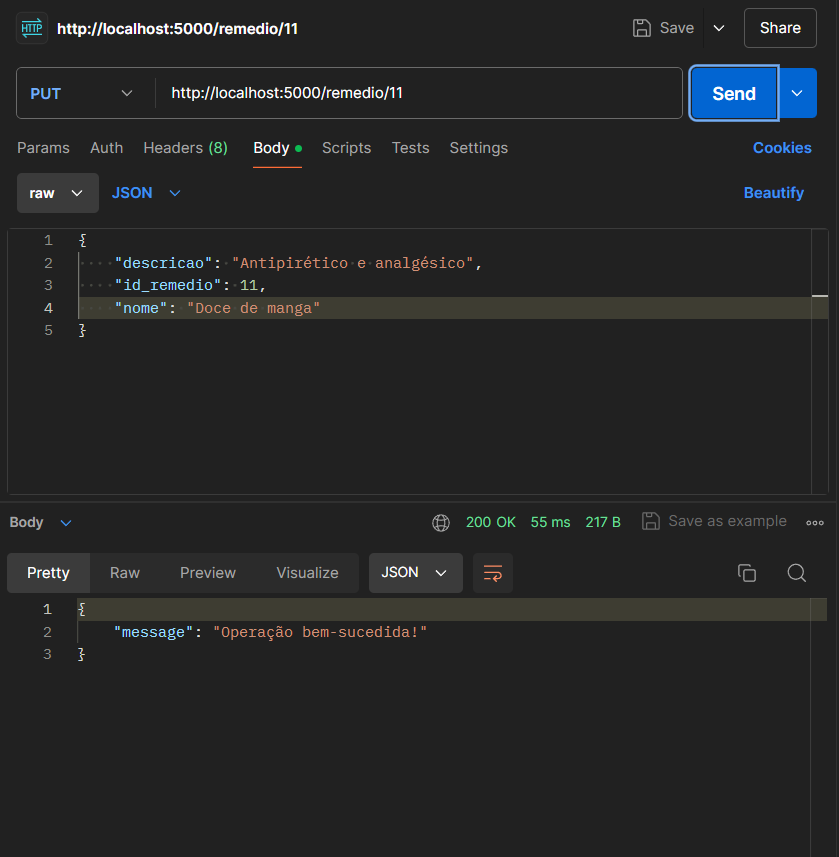 HTTP http://localhost:5000/remedio/11 Save Share
PUT http://localhost:5000/remedio/11 Send
Params Auth Headers (8) Body Scripts Tests Settings Cookies
raw JSON Beautify
1 {
2 ····"descricao":·"Antipirético·e·analgésico",
3 ····"id_remedio":·11,
4 ····"nome":·"Doce·de·manga"
5 }
Body 200 OK 55 ms 217 B Save as example
Pretty Raw Preview Visualize JSON
1 {
2     "message": "Operação bem-sucedida!"
3 }